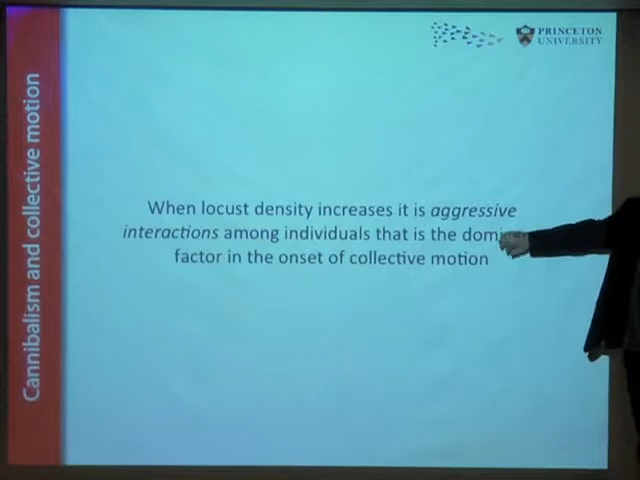 PRINCETON
UNIVERSITY
Cannibalism and collective motion
When locust density increases it is aggressive
interactions among individuals that is the
factor in the onset of collective motion